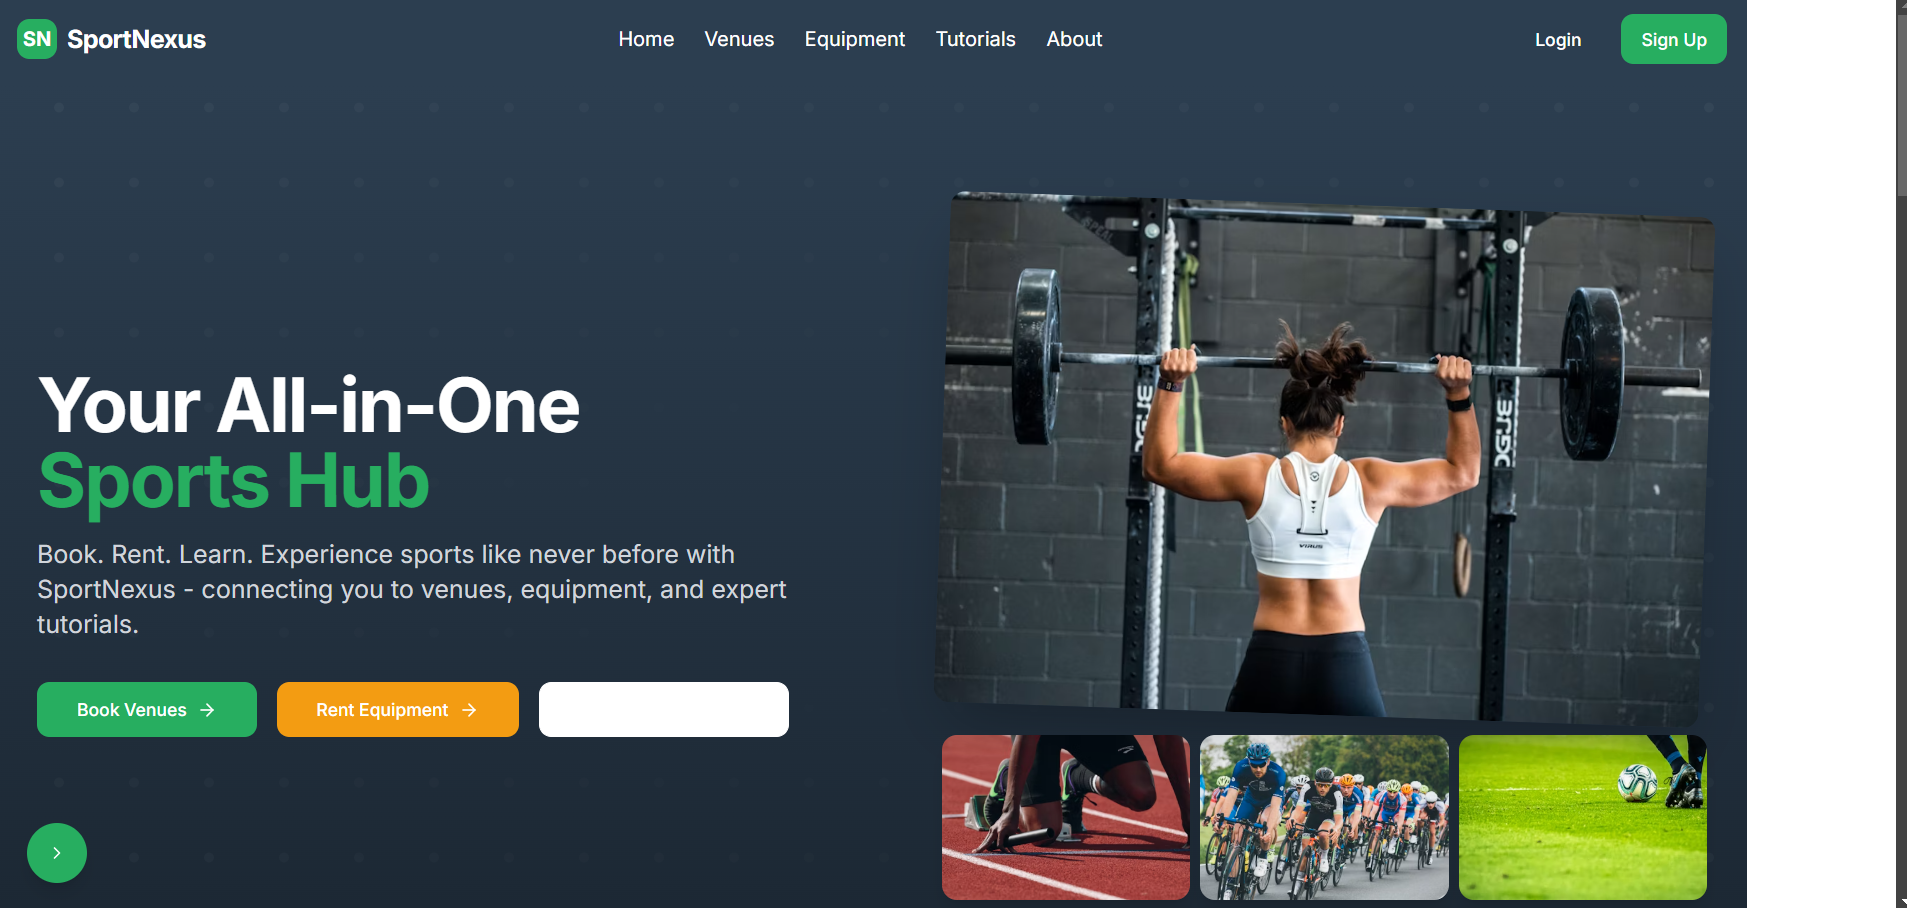 SN SportNexus
Home Venues Equipment Tutorials About
Login Sign Up
Your All-in-One
Sports Hub
Book. Rent. Learn. Experience sports like never before with
SportNexus - connecting you to venues, equipment, and expert
tutorials.
Book Venues →
Rent Equipment →
VIRUS